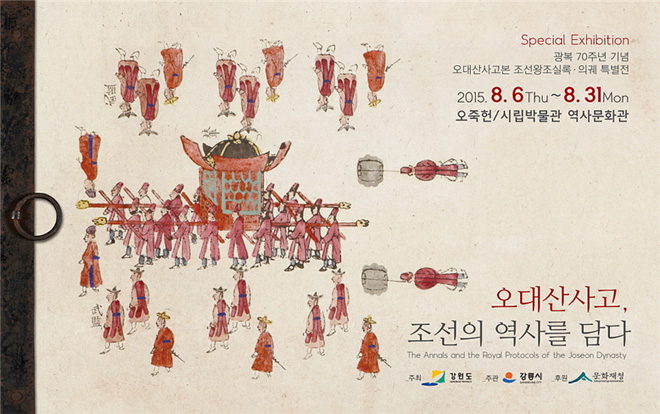 Special Exhibition
광복 70주년 기념
오대산사고본 조선왕조실록·의궤 특별전
2015. 8. 6 Thu ~ 8. 31 Mon
오죽헌/시립박물관 역사문화관
오대산사고,
조선의 역사를 담다
The Annals and the Royal Protocols of the Joseon Dynasty
주최 강원도 주관 강릉시 후원 문화재청
武監